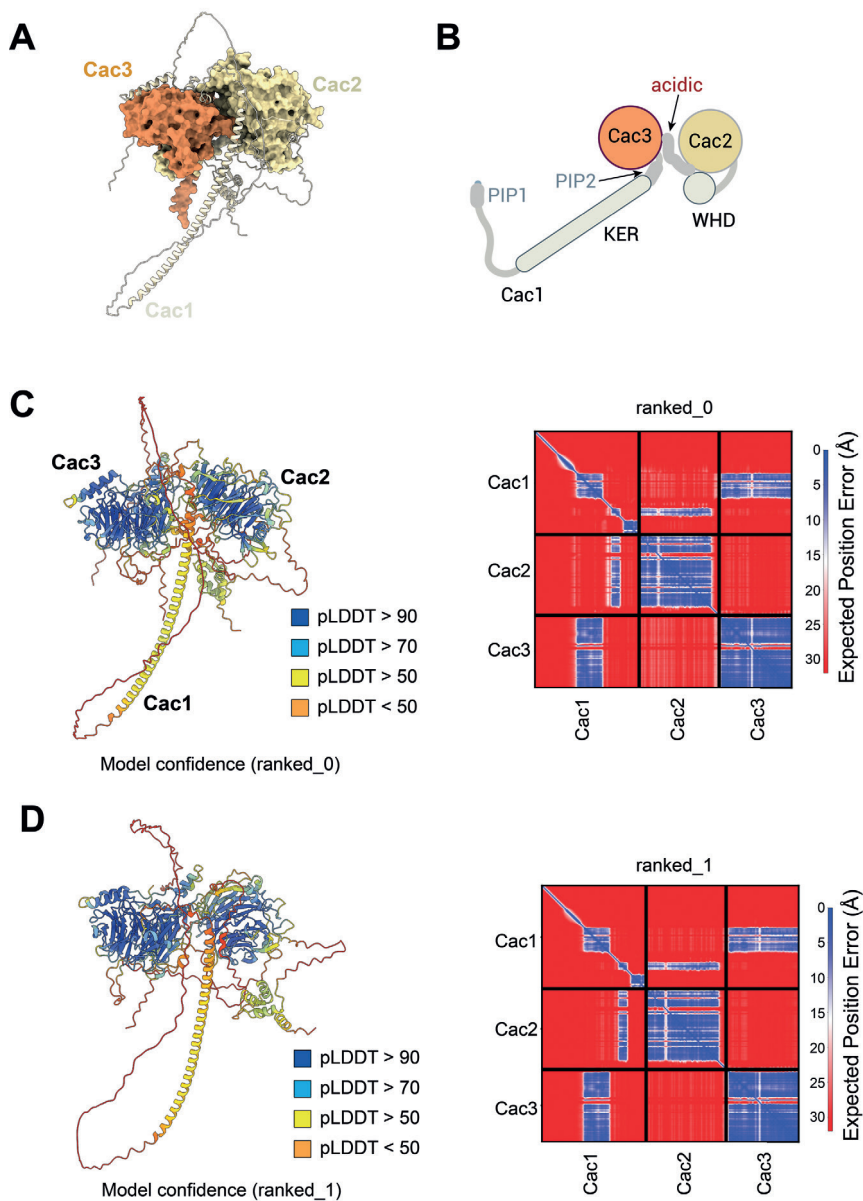 A
Cac3
Cac2
Cac1
B
acidic
Cac3
Cac2
PIP2
PIP1
KER
WHD
Cac1
C
Cac3
Cac2
pLDDT > 90
pLDDT > 70
pLDDT > 50
pLDDT < 50
Cac1
Model confidence (ranked_0)
ranked_0
Cac1
Cac2
Cac3
Cac1
Cac2
Cac3
0
5
10
15
20
25
30
Expected Position Error (Å)
D
pLDDT > 90
pLDDT > 70
pLDDT > 50
pLDDT < 50
Model confidence (ranked_1)
ranked_1
Cac1
Cac2
Cac3
Cac1
Cac2
Cac3
0
5
10
15
20
25
30
Expected Position Error (Å)